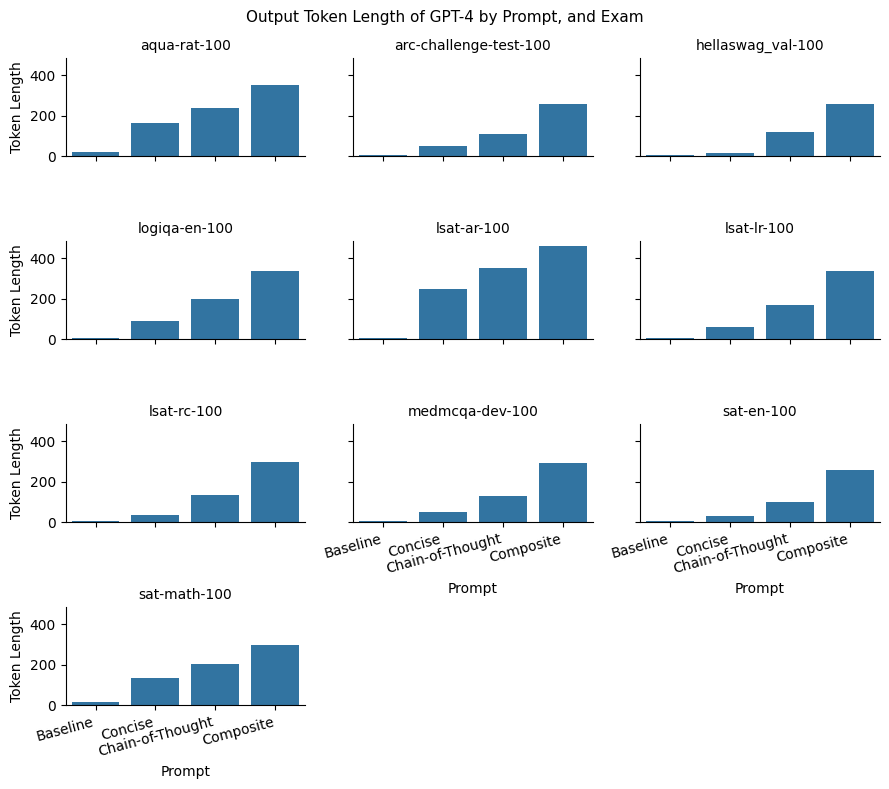 Output Token Length of GPT-4 by Prompt, and Exam
aqua-rat-100
arc-challenge-test-100
hellaswag_val-100
Token Length
400
200
0
logiqa-en-100
lsat-ar-100
lsat-lr-100
Token Length
400
200
0
lsat-rc-100
medmcqa-dev-100
sat-en-100
Token Length
400
200
0
Baseline
Concise
Chain-of-Thought
Composite
Prompt
Baseline
Concise
Chain-of-Thought
Composite
Prompt
sat-math-100
Token Length
400
200
0
Baseline
Concise
Chain-of-Thought
Composite
Prompt